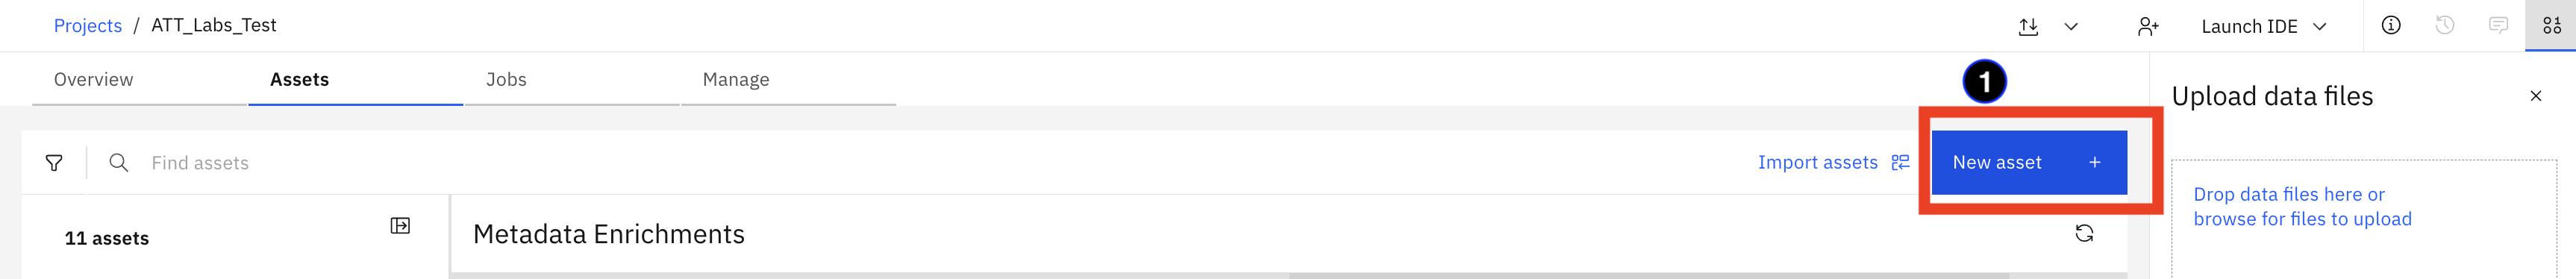 Projects / ATT_Labs_Test
Launch IDE
Overview
Assets
Jobs
Manage
1
Upload data files
Find assets
Import assets
New asset +
Drop data files here or
browse for files to upload
11 assets
Metadata Enrichments